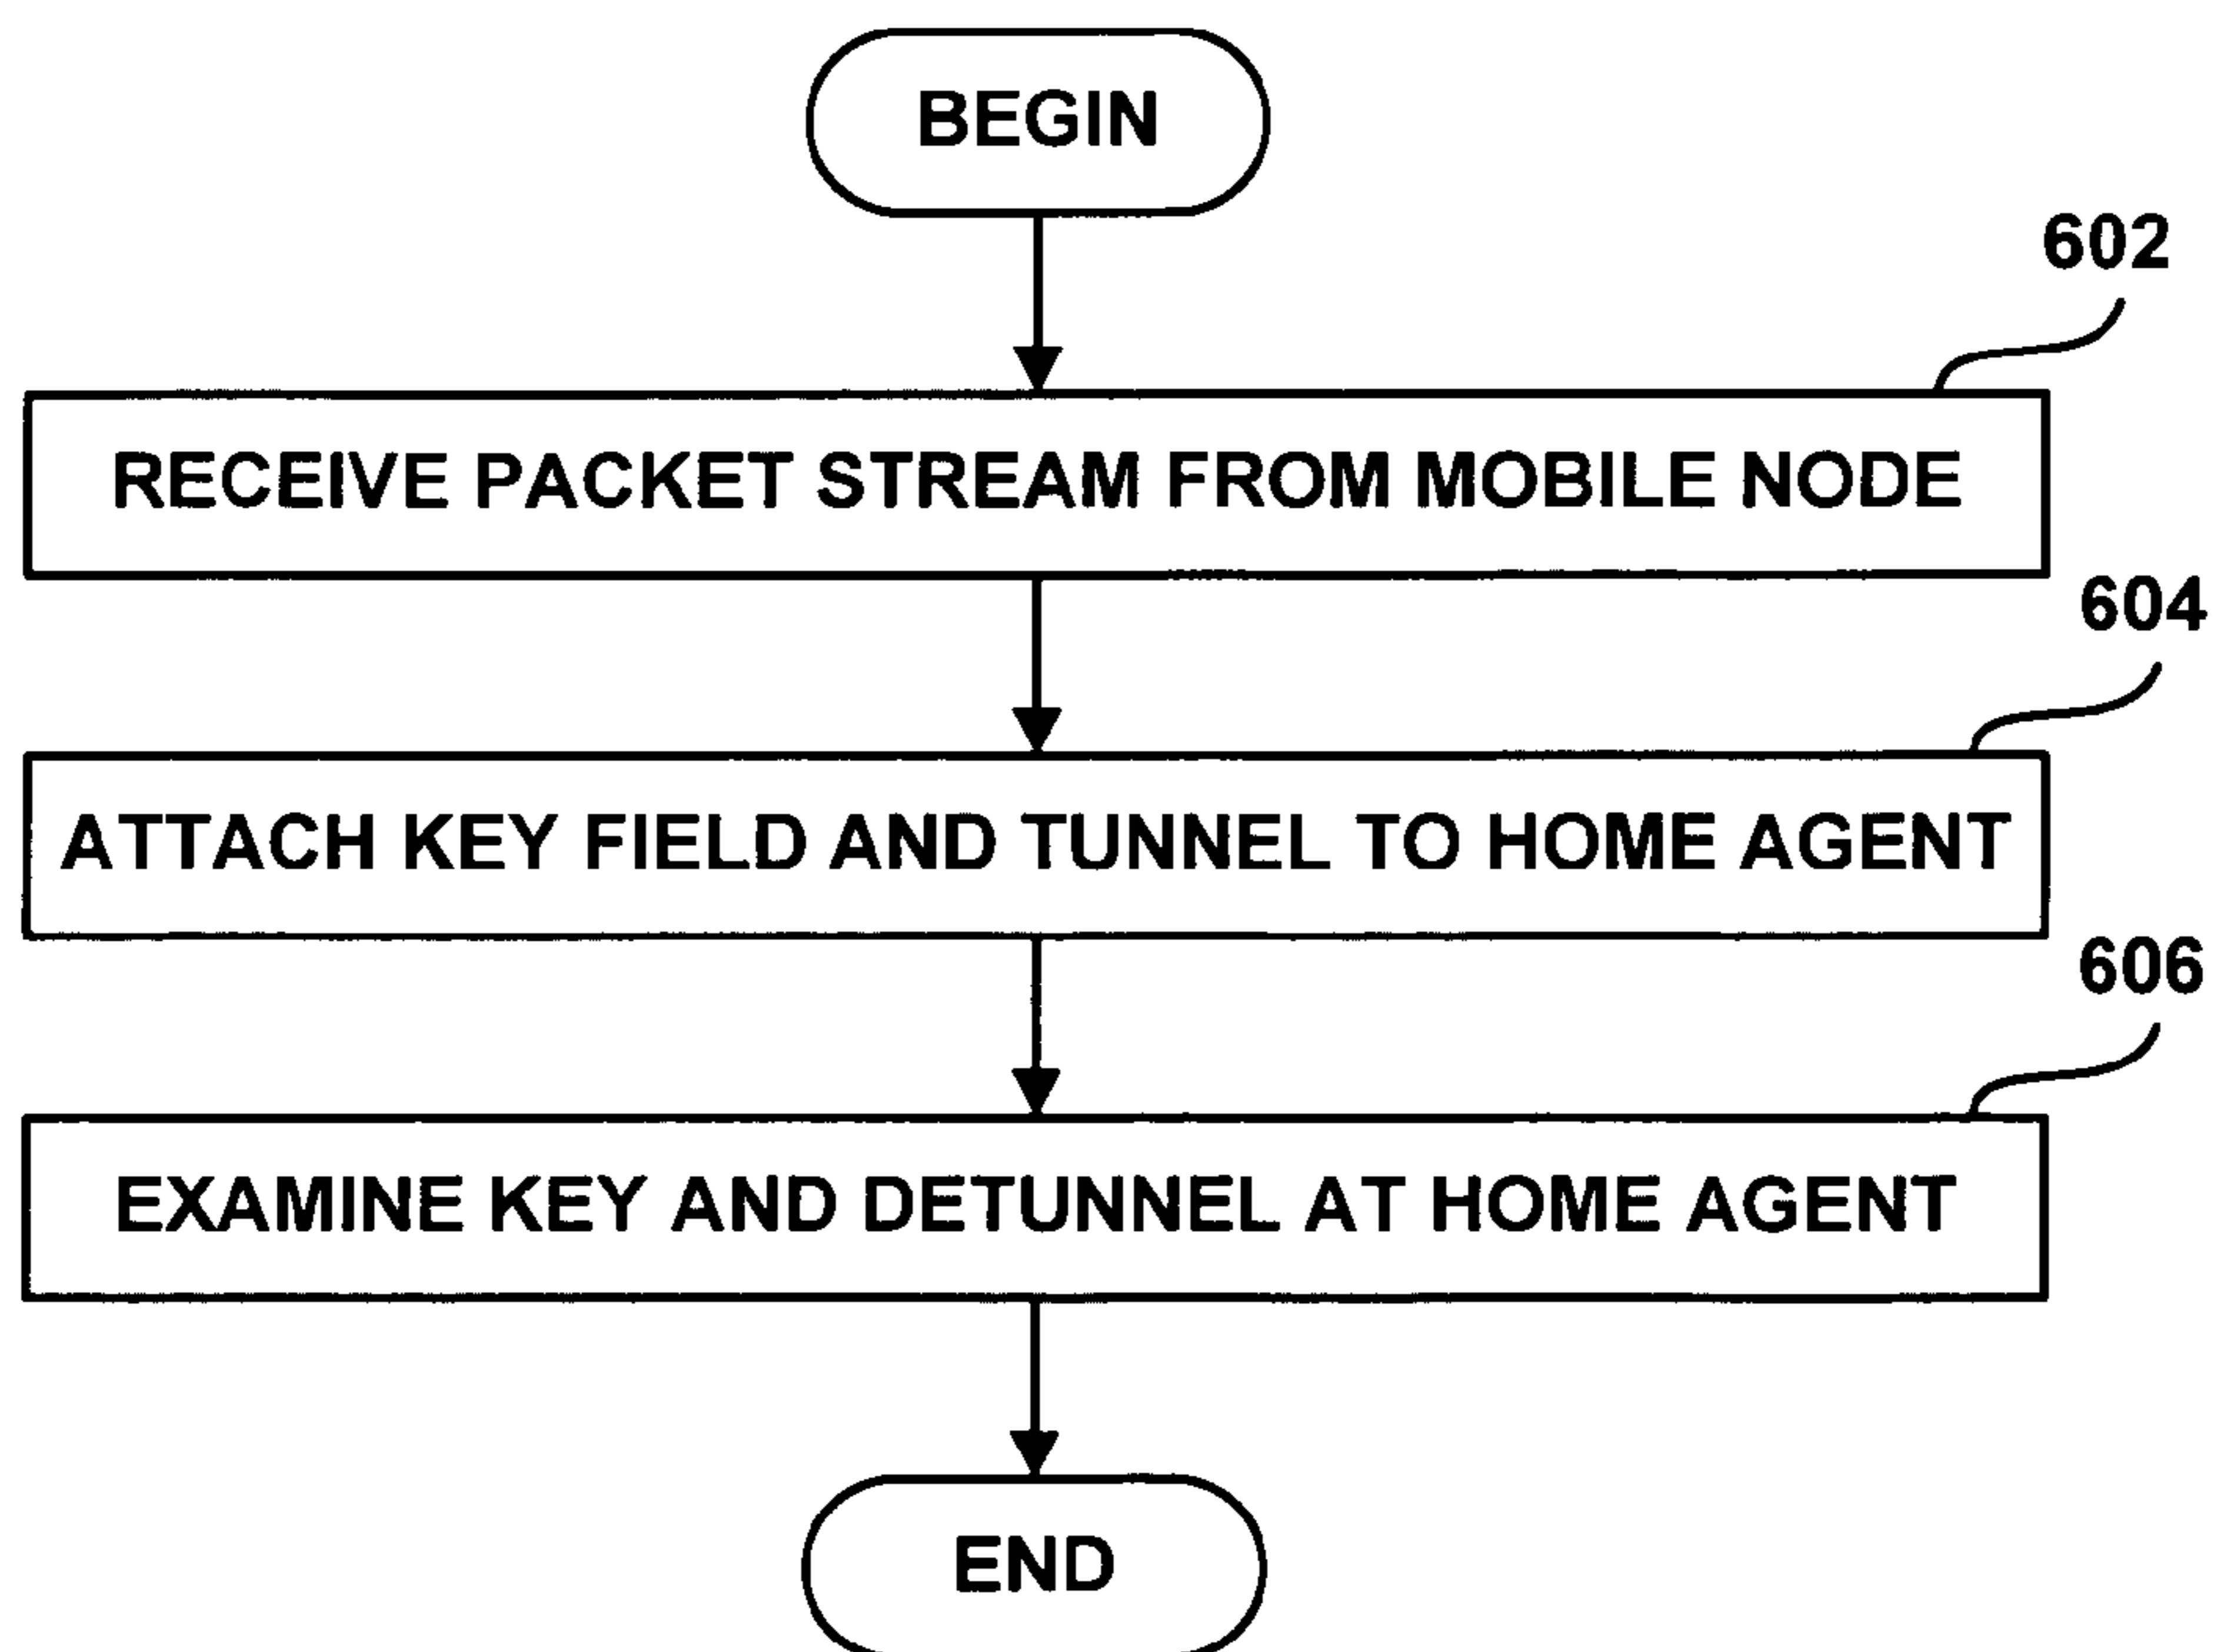 BEGIN
602
RECEIVE PACKET STREAM FROM MOBILE NODE
604
ATTACH KEY FIELD AND TUNNEL TO HOME AGENT
606
EXAMINE KEY AND DETUNNEL AT HOME AGENT
END